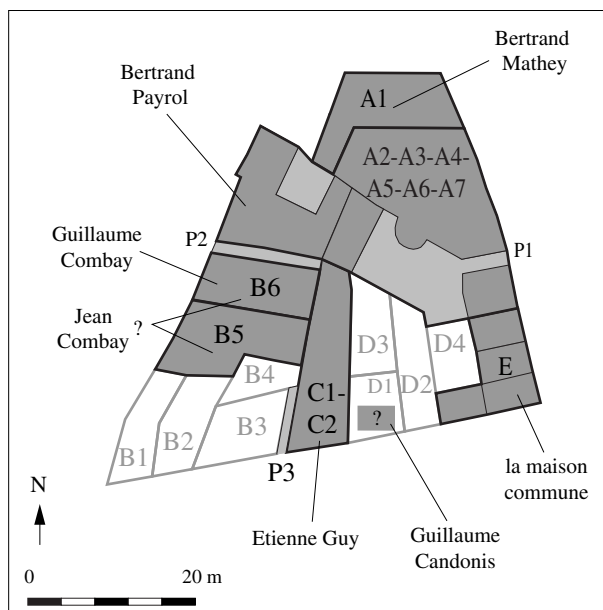 Bertrand
Mathey
Bertrand
Payrol
A1
A2-A3-A4-
A5-A6-A7
P2
P1
Guillaume
Combay
B6
Jean
Combay
?
B5
D3
D4
B4
E
D1
D2
C1-
C2
?
B3
B2
B1
P3
la maison
commune
N
Etienne Guy
Guillaume
Candonis
0
20 m